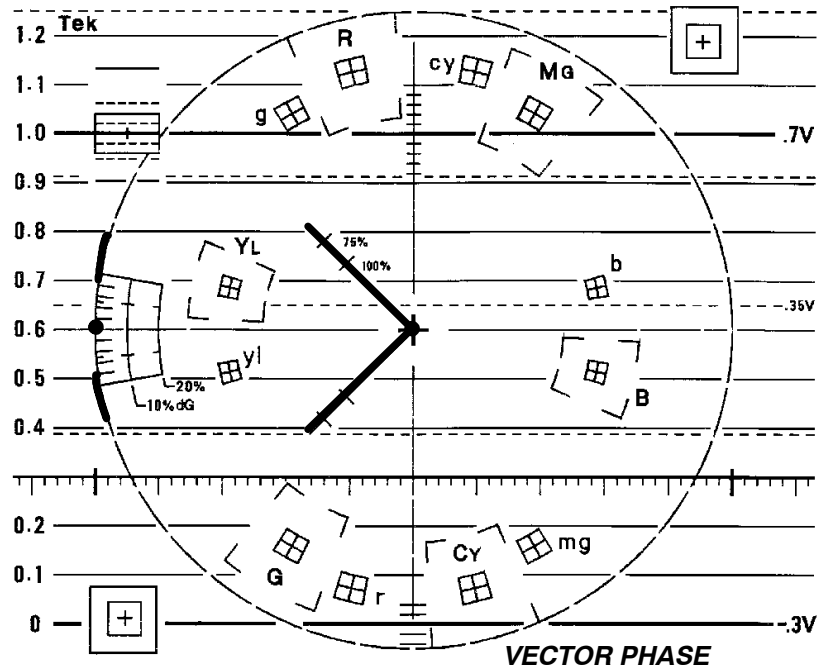 1.2 Tek
R cy MG
1.1
g
1.0 .7V
0.9
0.8
75%
YL
100%
b
0.7
.35V
0.6
yl
0.5
20%
10% dG
B
0.4
0.2
mg
CY
0.1 G r
0 -.3V
VECTOR PHASE